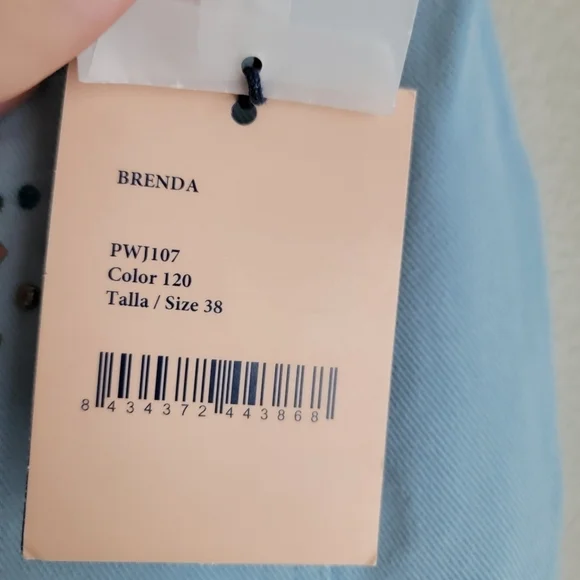 BRENDA
PWJ107
Color 120
Talla / Size 38
8 434372 443868